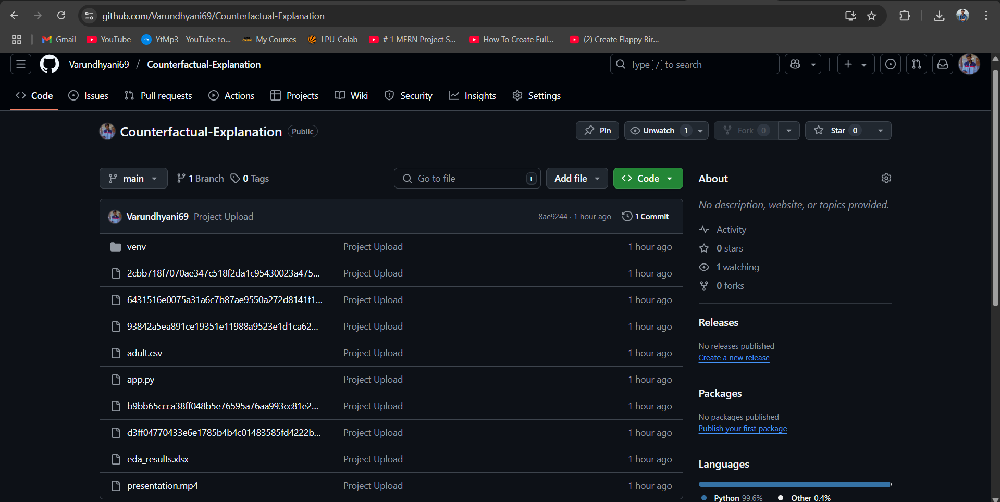 github.com/Varundhyani69/Counterfactual-Explanation
Gmail YouTube YtMp3 - YouTube to... My Courses LPU_Colab # 1 MERN Project S... How To Create Full... (2) Create Flappy Bir...
Varundhyani69 / Counterfactual-Explanation Type / to search
Code Issues Pull requests Actions Projects Wiki Security Insights Settings
Counterfactual-Explanation Public Pin Unwatch 1 Fork 0 Star 0
main 1 Branch 0 Tags Go to file t Add file Code
Varundhyani69 Project Upload 8ae9244 · 1 hour ago 1 Commit
venv Project Upload 1 hour ago
2cbb718f7070ae347c518f2da1c95430023a475... Project Upload 1 hour ago
6431516e0075a31a6c7b87ae9550a272d8141f1... Project Upload 1 hour ago
93842a5ea891ce19351e11988a9523e1d1ca62... Project Upload 1 hour ago
adult.csv Project Upload 1 hour ago
app.py Project Upload 1 hour ago
b9bb65ccca38ff048b5e76595a76aa993cc81e2... Project Upload 1 hour ago
d3ff04770433e6e1785b4b4c01483585fd4222b... Project Upload 1 hour ago
eda_results.xlsx Project Upload 1 hour ago
presentation.mp4 Project Upload 1 hour ago
About
No description, website, or topics provided.
Activity
0 stars
1 watching
0 forks
Releases
No releases published
Create a new release
Packages
No packages published
Publish your first package
Languages
Python 99.6% Other 0.4%